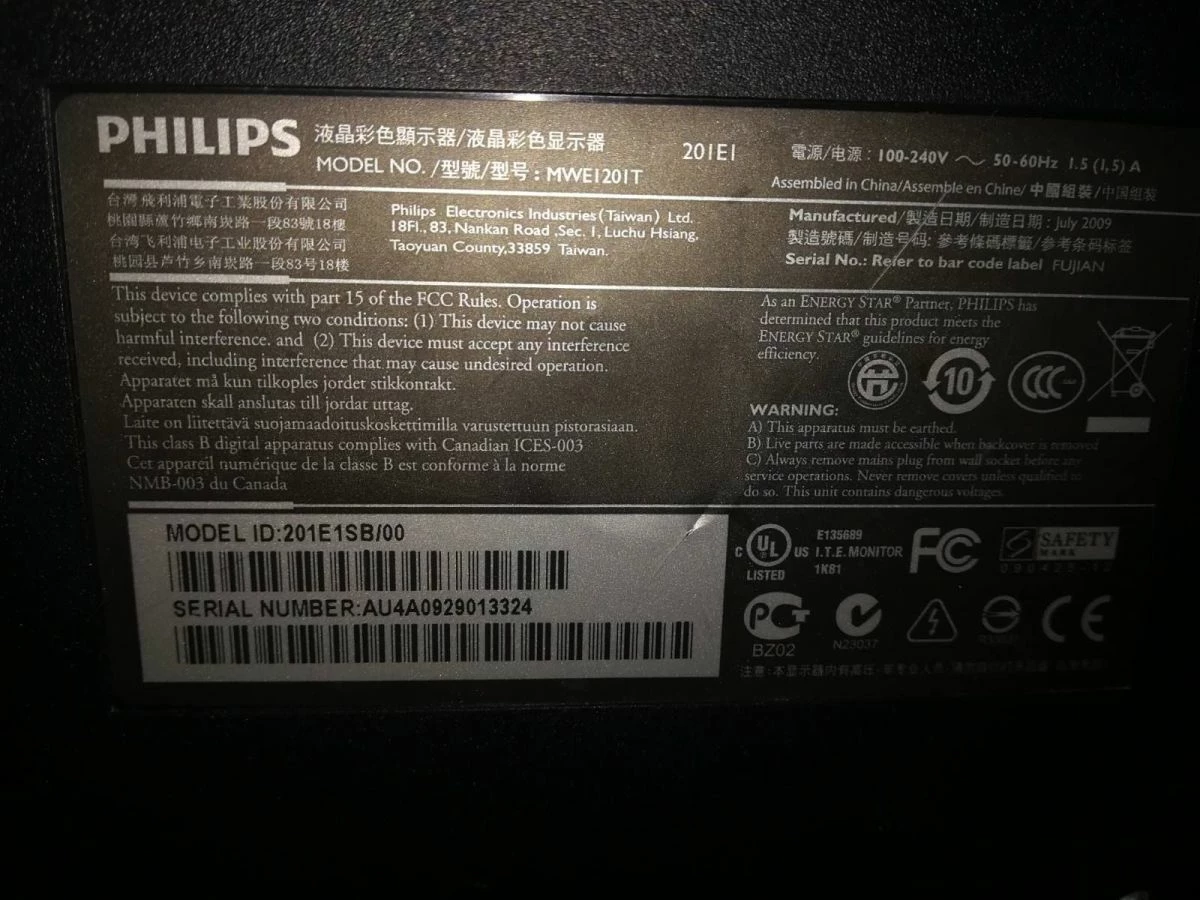 PHILIPS
液晶彩色顯示器/液晶彩色显示器
MODEL NO. /型號/型号 : MWE1201T
201E1
電源/电源 : 100-240V ～ 50-60Hz 1.5 (1,5) A
Assembled in China/Assemble en Chine/ 中國組裝/中国组装
台灣飛利浦電子工業股份有限公司
桃園縣蘆竹鄉南崁路一段83號18樓
台湾飞利浦电子工业股份有限公司
桃园县芦竹乡南崁路一段83号18楼
Philips Electronics Industries(Taiwan) Ltd.
18Fl., 83, Nankan Road ,Sec. 1, Luchu Hsiang,
Taoyuan County,33859 Taiwan.
Manufactured/製造日期/制造日期 : July 2009
製造號碼/制造号码: 參考條碼標籤/参考条码标签
Serial No.: Refer to bar code label FUJIAN
This device complies with part 15 of the FCC Rules. Operation is
subject to the following two conditions: (1) This device may not cause
harmful interference. and (2) This device must accept any interference
received, including interference that may cause undesired operation.
Apparatet må kun tilkoples jordet stikkontakt.
Apparaten skall anslutas till jordat uttag.
Laite on liitettävä suojamaadoituskoskettimilla varustettuun pistorasiaan.
This class B digital apparatus complies with Canadian ICES-003
Cet appareil numérique de la classe B est conforme à la norme
NMB-003 du Canada
As an ENERGY STAR® Partner, PHILIPS has
determined that this product meets the
ENERGY STAR® guidelines for energy
efficiency.
10
CCC
WARNING:
A) This apparatus must be earthed.
B) Live parts are made accessible when backcover is removed
C) Always remove mains plug from wall socket before any
service operations. Never remove covers unless qualified to
do so. This unit contains dangerous voltages.
MODEL ID:201E1SB/00
SERIAL NUMBER:AU4A0929013324
C UL US
LISTED
E135689
I.T.E. MONITOR
1K81
FC
S SAFETY
MARK
PCT
BZ02
N23037
CE
注意:本显示器内有高压